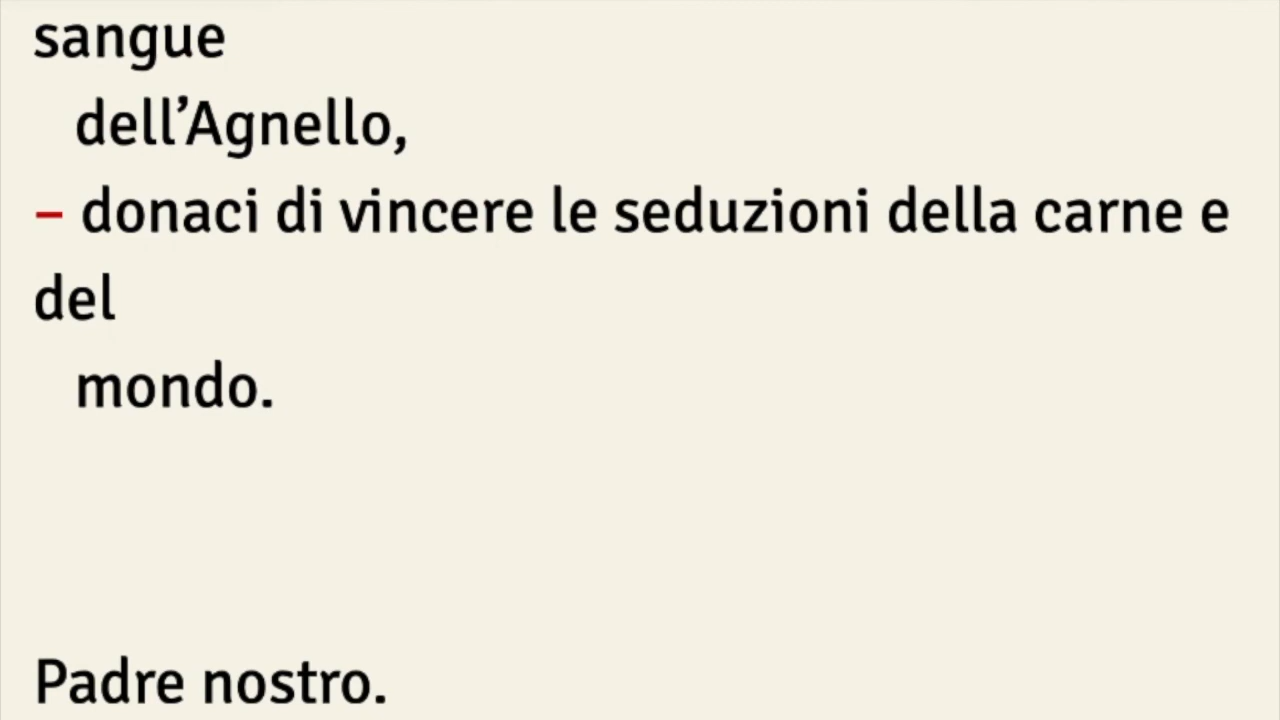 sangue
dell’Agnello,
– donaci di vincere le seduzioni della carne e
del
mondo.
Padre nostro.